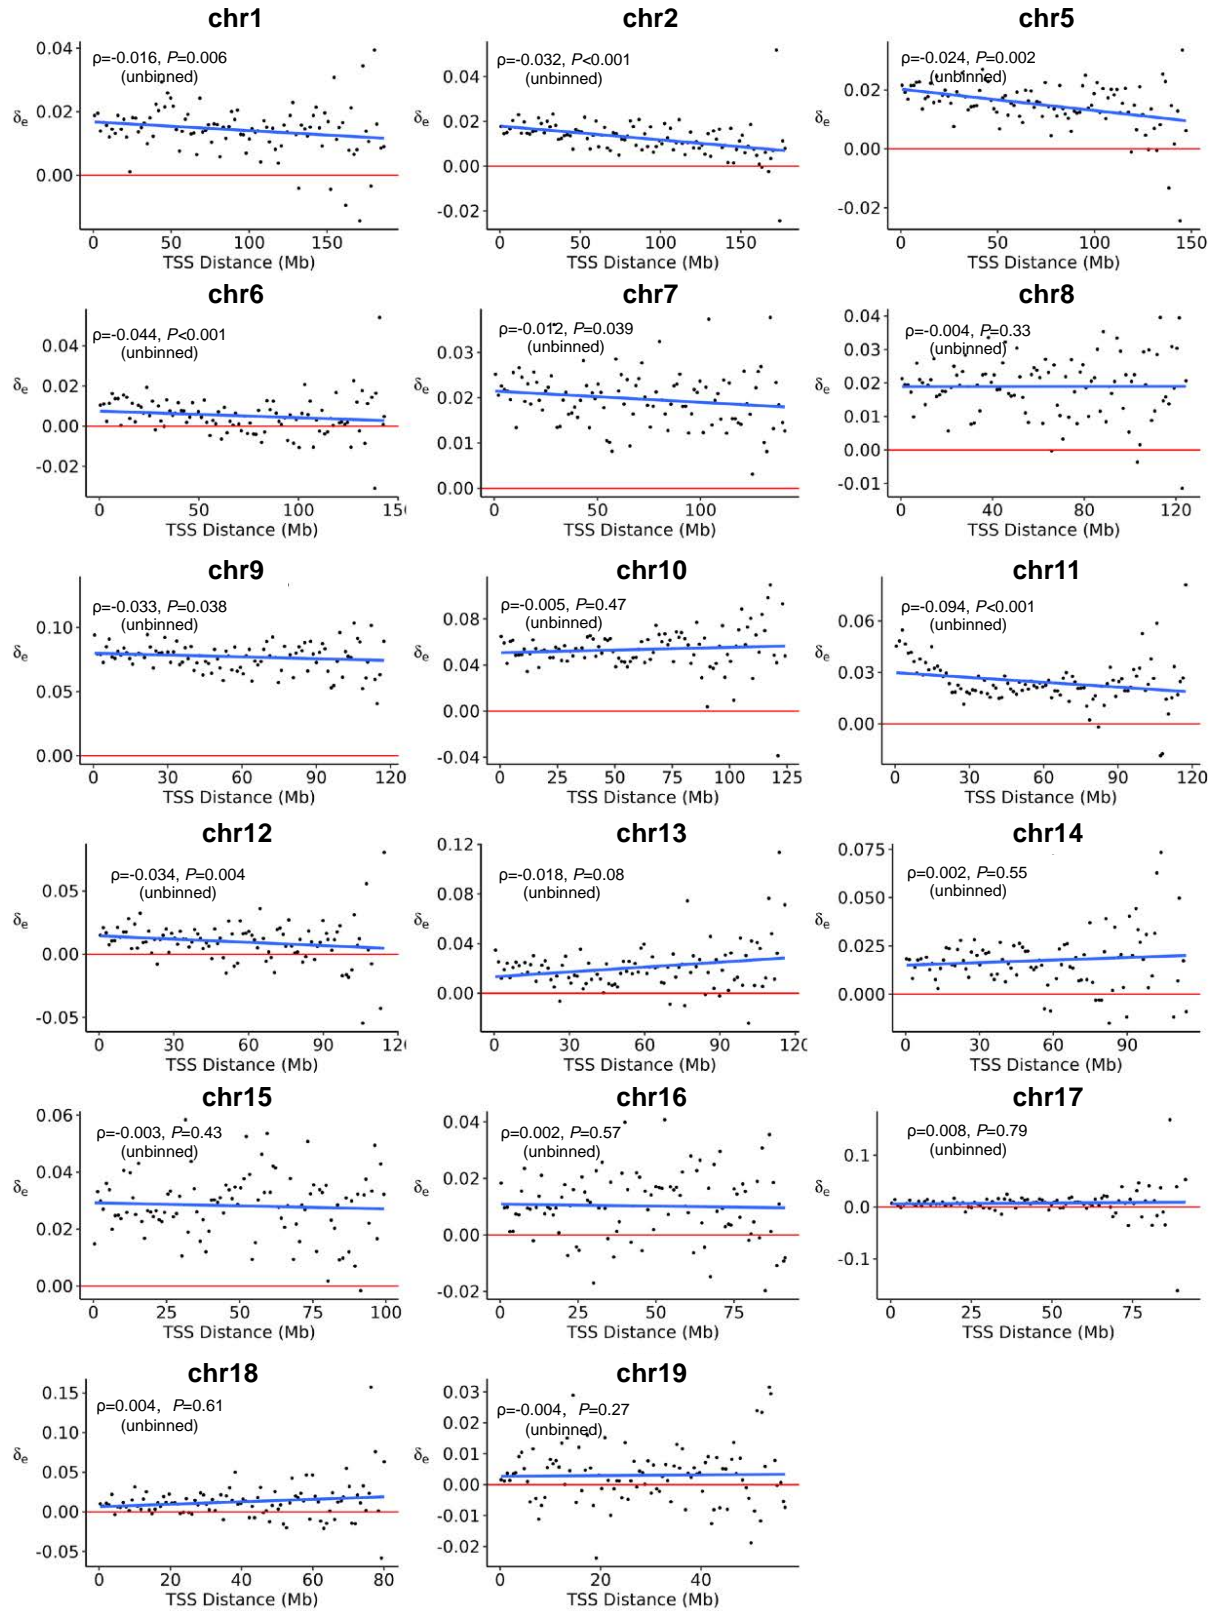 chr1
ρ=-0.016, P=0.006
(unbinned)
0.04
0.02
0.00
δe
0 50 100 150
TSS Distance (Mb)
chr2
ρ=-0.032, P<0.001
(unbinned)
0.04
0.02
0.00
-0.02
δe
0 50 100 150
TSS Distance (Mb)
chr5
ρ=-0.024, P=0.002
(unbinned)
0.02
0.00
-0.02
δe
0 50 100 150
TSS Distance (Mb)
chr6
ρ=-0.044, P<0.001
(unbinned)
0.04
0.02
0.00
-0.02
δe
0 50 100
TSS Distance (Mb)
chr7
ρ=-0.012, P=0.039
(unbinned)
0.03
0.02
0.01
0.00
δe
0 50 100
TSS Distance (Mb)
chr8
ρ=-0.004, P=0.33
(unbinned)
0.04
0.03
0.02
0.01
0.00
-0.01
δe
0 40 80 120
TSS Distance (Mb)
chr9
ρ=-0.033, P=0.038
(unbinned)
0.10
0.05
0.00
δe
0 30 60 90 120
TSS Distance (Mb)
chr10
ρ=-0.005, P=0.47
(unbinned)
0.08
0.04
0.00
-0.04
δe
0 25 50 75 100 125
TSS Distance (Mb)
chr11
ρ=-0.094, P<0.001
(unbinned)
0.06
0.03
0.00
δe
0 30 60 90 120
TSS Distance (Mb)
chr12
ρ=-0.034, P=0.004
(unbinned)
0.05
0.00
-0.05
δe
0 30 60 90
TSS Distance (Mb)
chr13
ρ=-0.018, P=0.08
(unbinned)
0.12
0.08
0.04
0.00
δe
0 30 60 90
TSS Distance (Mb)
chr14
ρ=0.002, P=0.55
(unbinned)
0.075
0.050
0.025
0.000
δe
0 30 60 90
TSS Distance (Mb)
chr15
ρ=-0.003, P=0.43
(unbinned)
0.06
0.04
0.02
0.00
δe
0 25 50 75 100
TSS Distance (Mb)
chr16
ρ=0.002, P=0.57
(unbinned)
0.04
0.02
0.00
-0.02
δe
0 25 50 75
TSS Distance (Mb)
chr17
ρ=0.008, P=0.79
(unbinned)
0.1
0.0
-0.1
δe
0 25 50 75
TSS Distance (Mb)
chr18
ρ=0.004, P=0.61
(unbinned)
0.15
0.10
0.05
0.00
-0.05
δe
0 20 40 60 80
TSS Distance (Mb)
chr19
ρ=-0.004, P=0.27
(unbinned)
0.03
0.02
0.01
0.00
-0.01
-0.02
δe
0 20 40
TSS Distance (Mb)